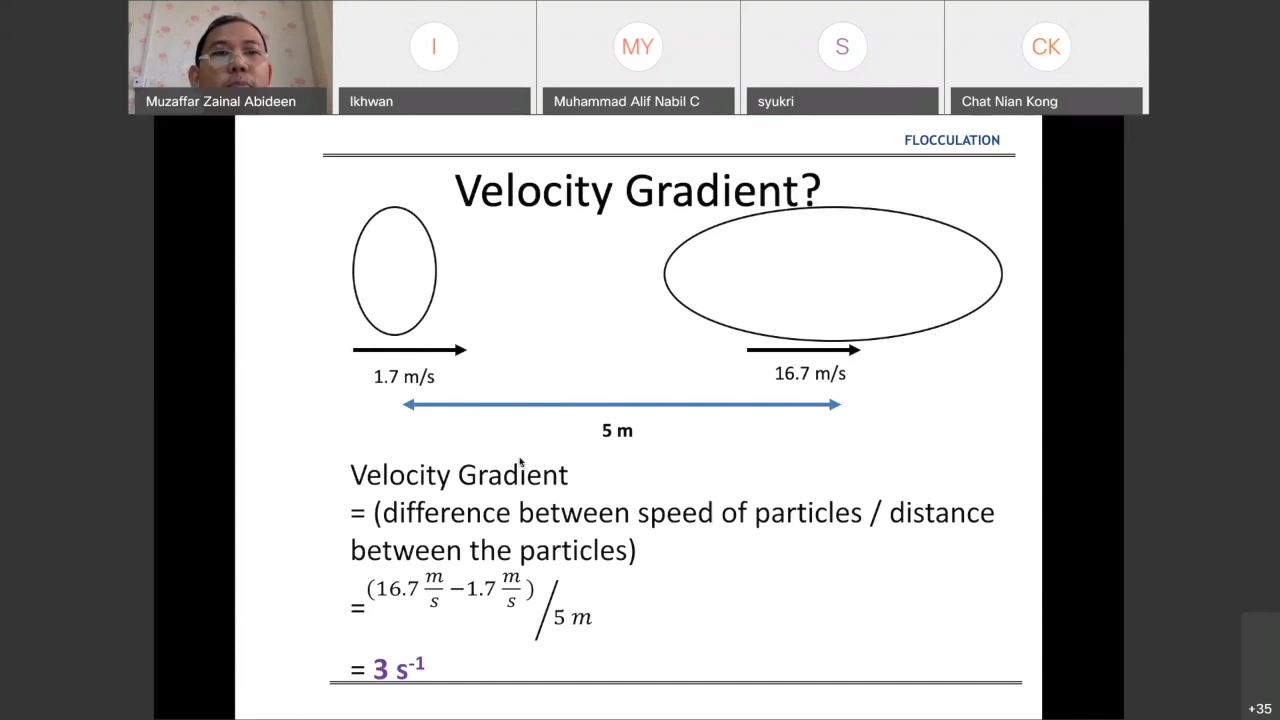 I
MY
S
CK
Muzaffar Zainal Abideen
Ikhwan
Muhammad Alif Nabil C
syukri
Chat Nian Kong
FLOCCULATION
Velocity Gradient?
1.7 m/s
16.7 m/s
5 m
Velocity Gradient
= (difference between speed of particles / distance
between the particles)
= (16.7 m/s −1.7 m/s ) / 5 m
= 3 s⁻¹
+35